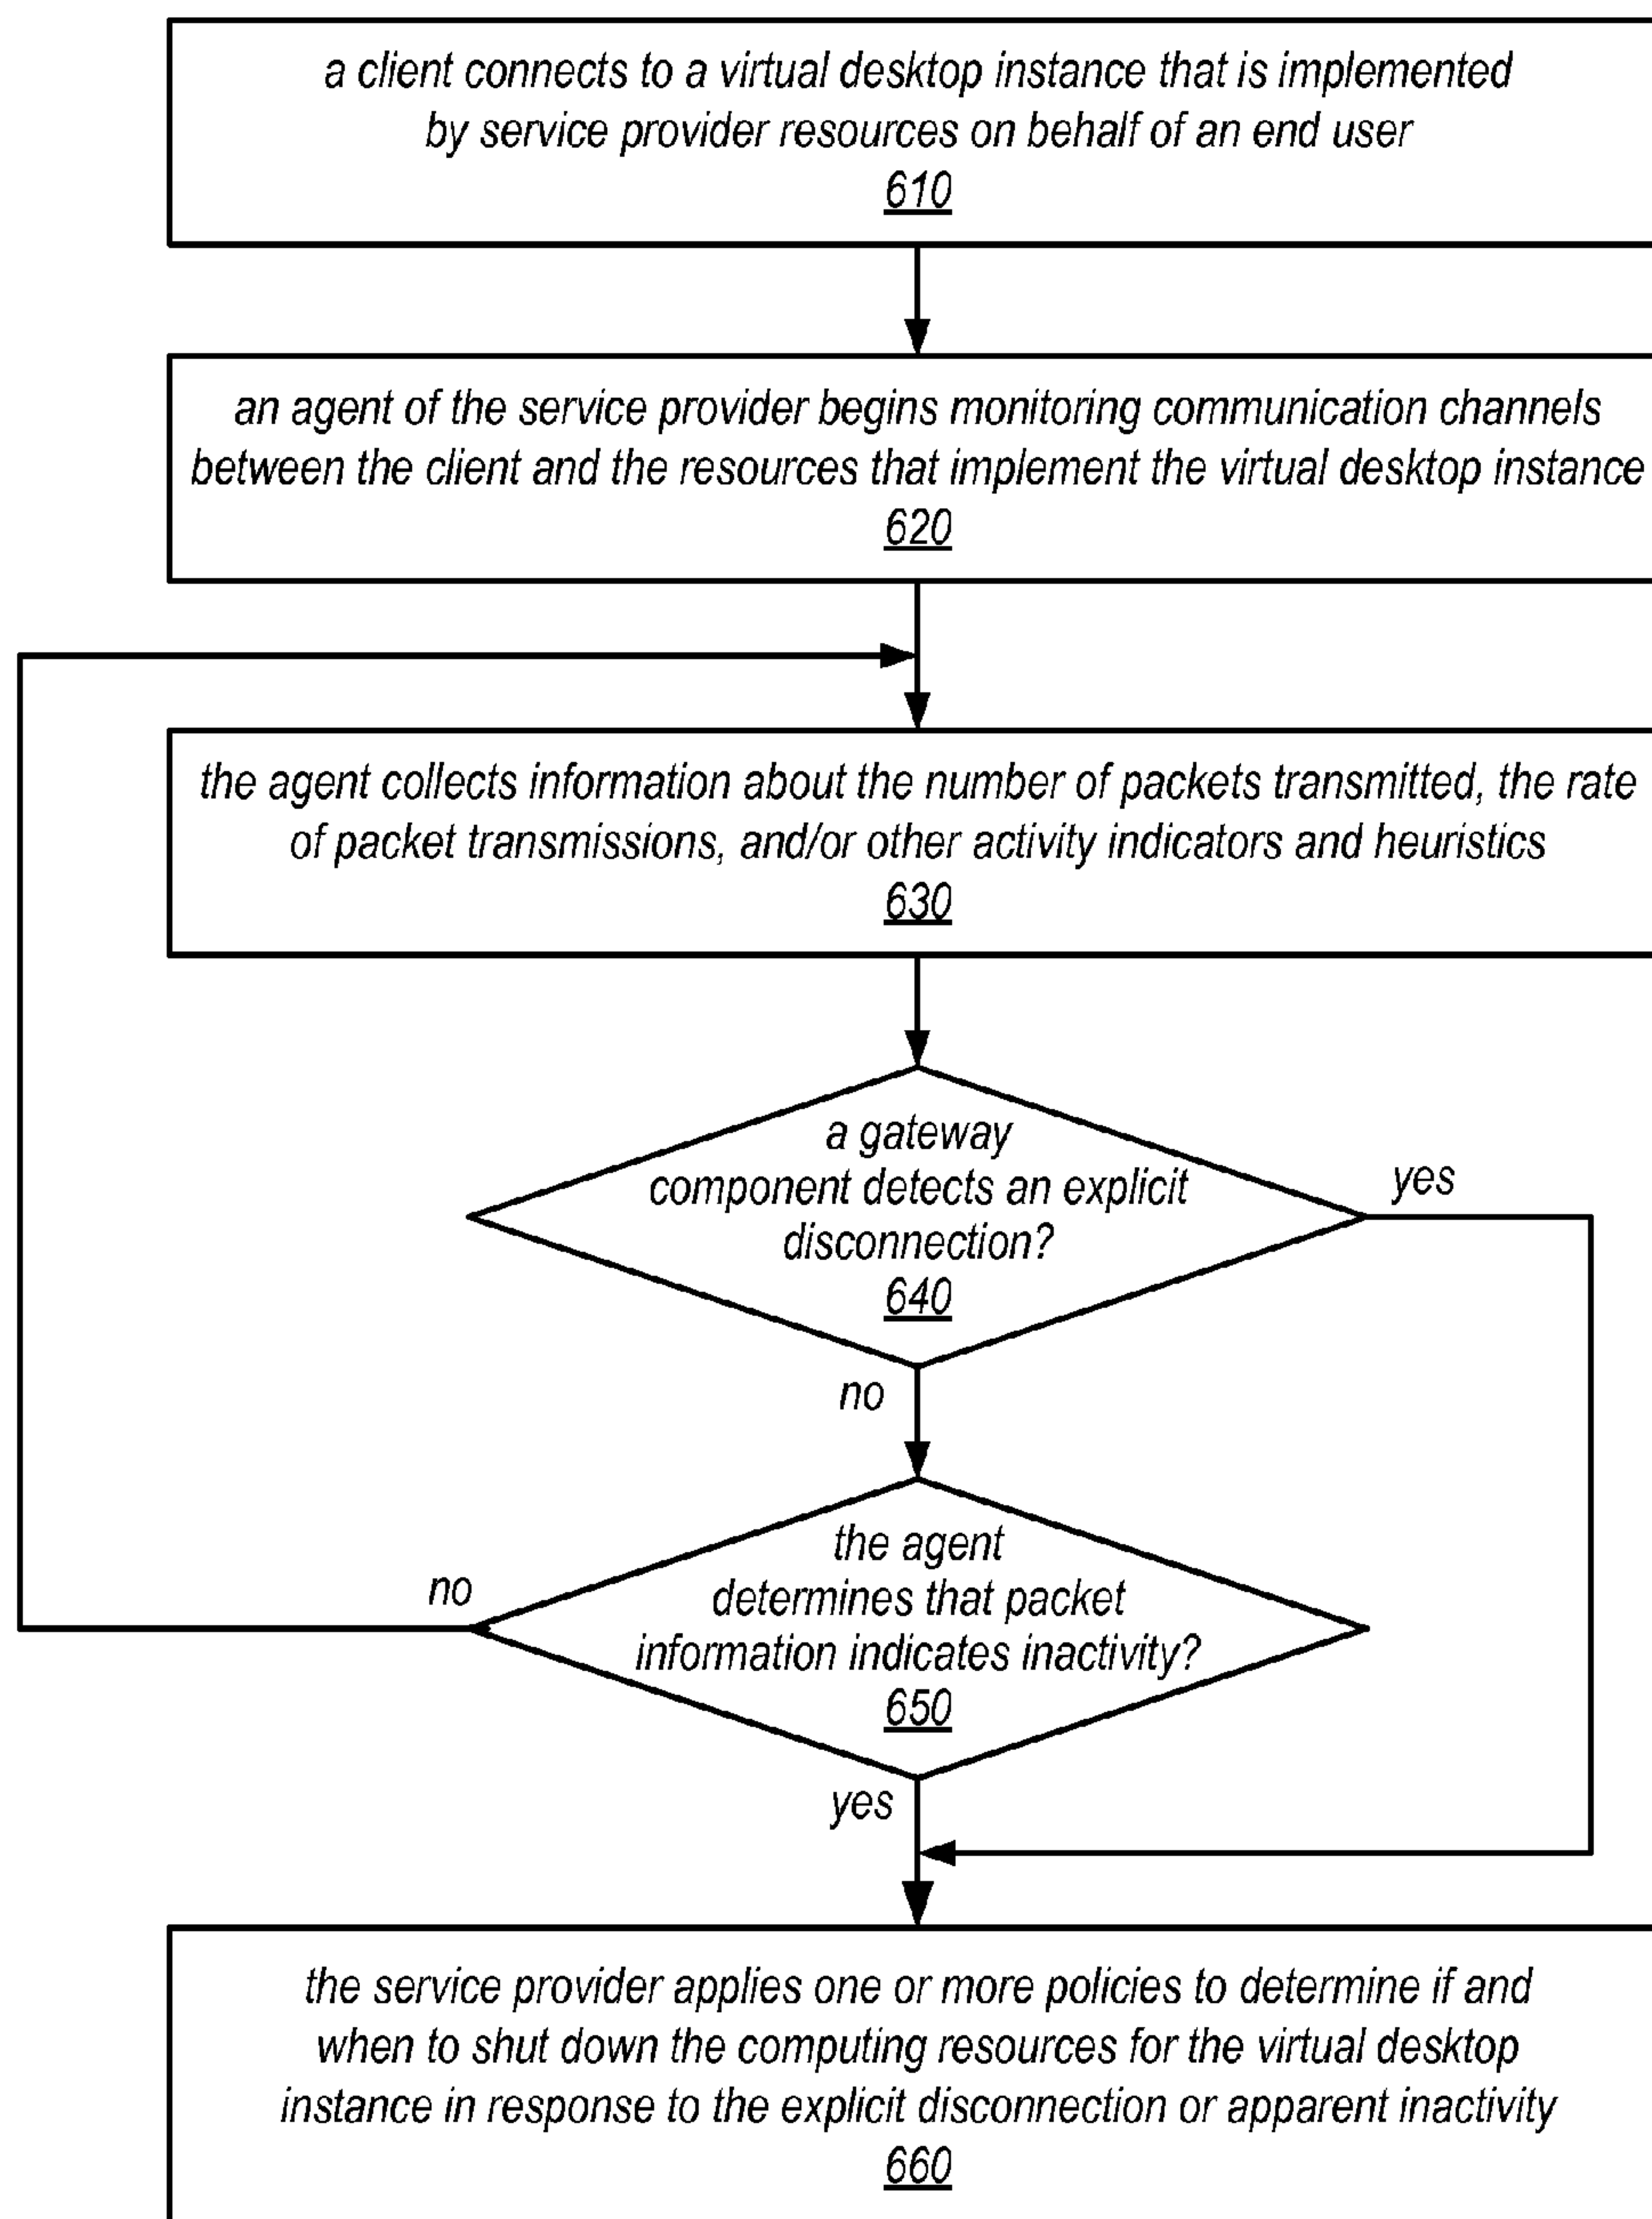 a client connects to a virtual desktop instance that is implemented
by service provider resources on behalf of an end user
610
an agent of the service provider begins monitoring communication channels
between the client and the resources that implement the virtual desktop instance
620
the agent collects information about the number of packets transmitted, the rate
of packet transmissions, and/or other activity indicators and heuristics
630
a gateway
component detects an explicit
disconnection?
640
yes
no
the agent
determines that packet
information indicates inactivity?
650
no
yes
the service provider applies one or more policies to determine if and
when to shut down the computing resources for the virtual desktop
instance in response to the explicit disconnection or apparent inactivity
660